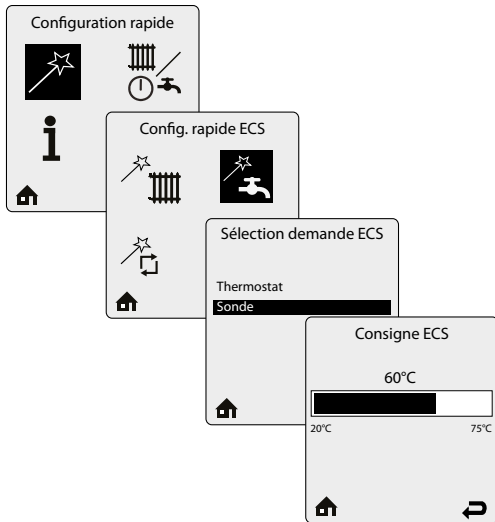 Configuration rapide
Config. rapide ECS
Sélection demande ECS
Thermostat
Sonde
Consigne ECS
60°C
20°C 75°C